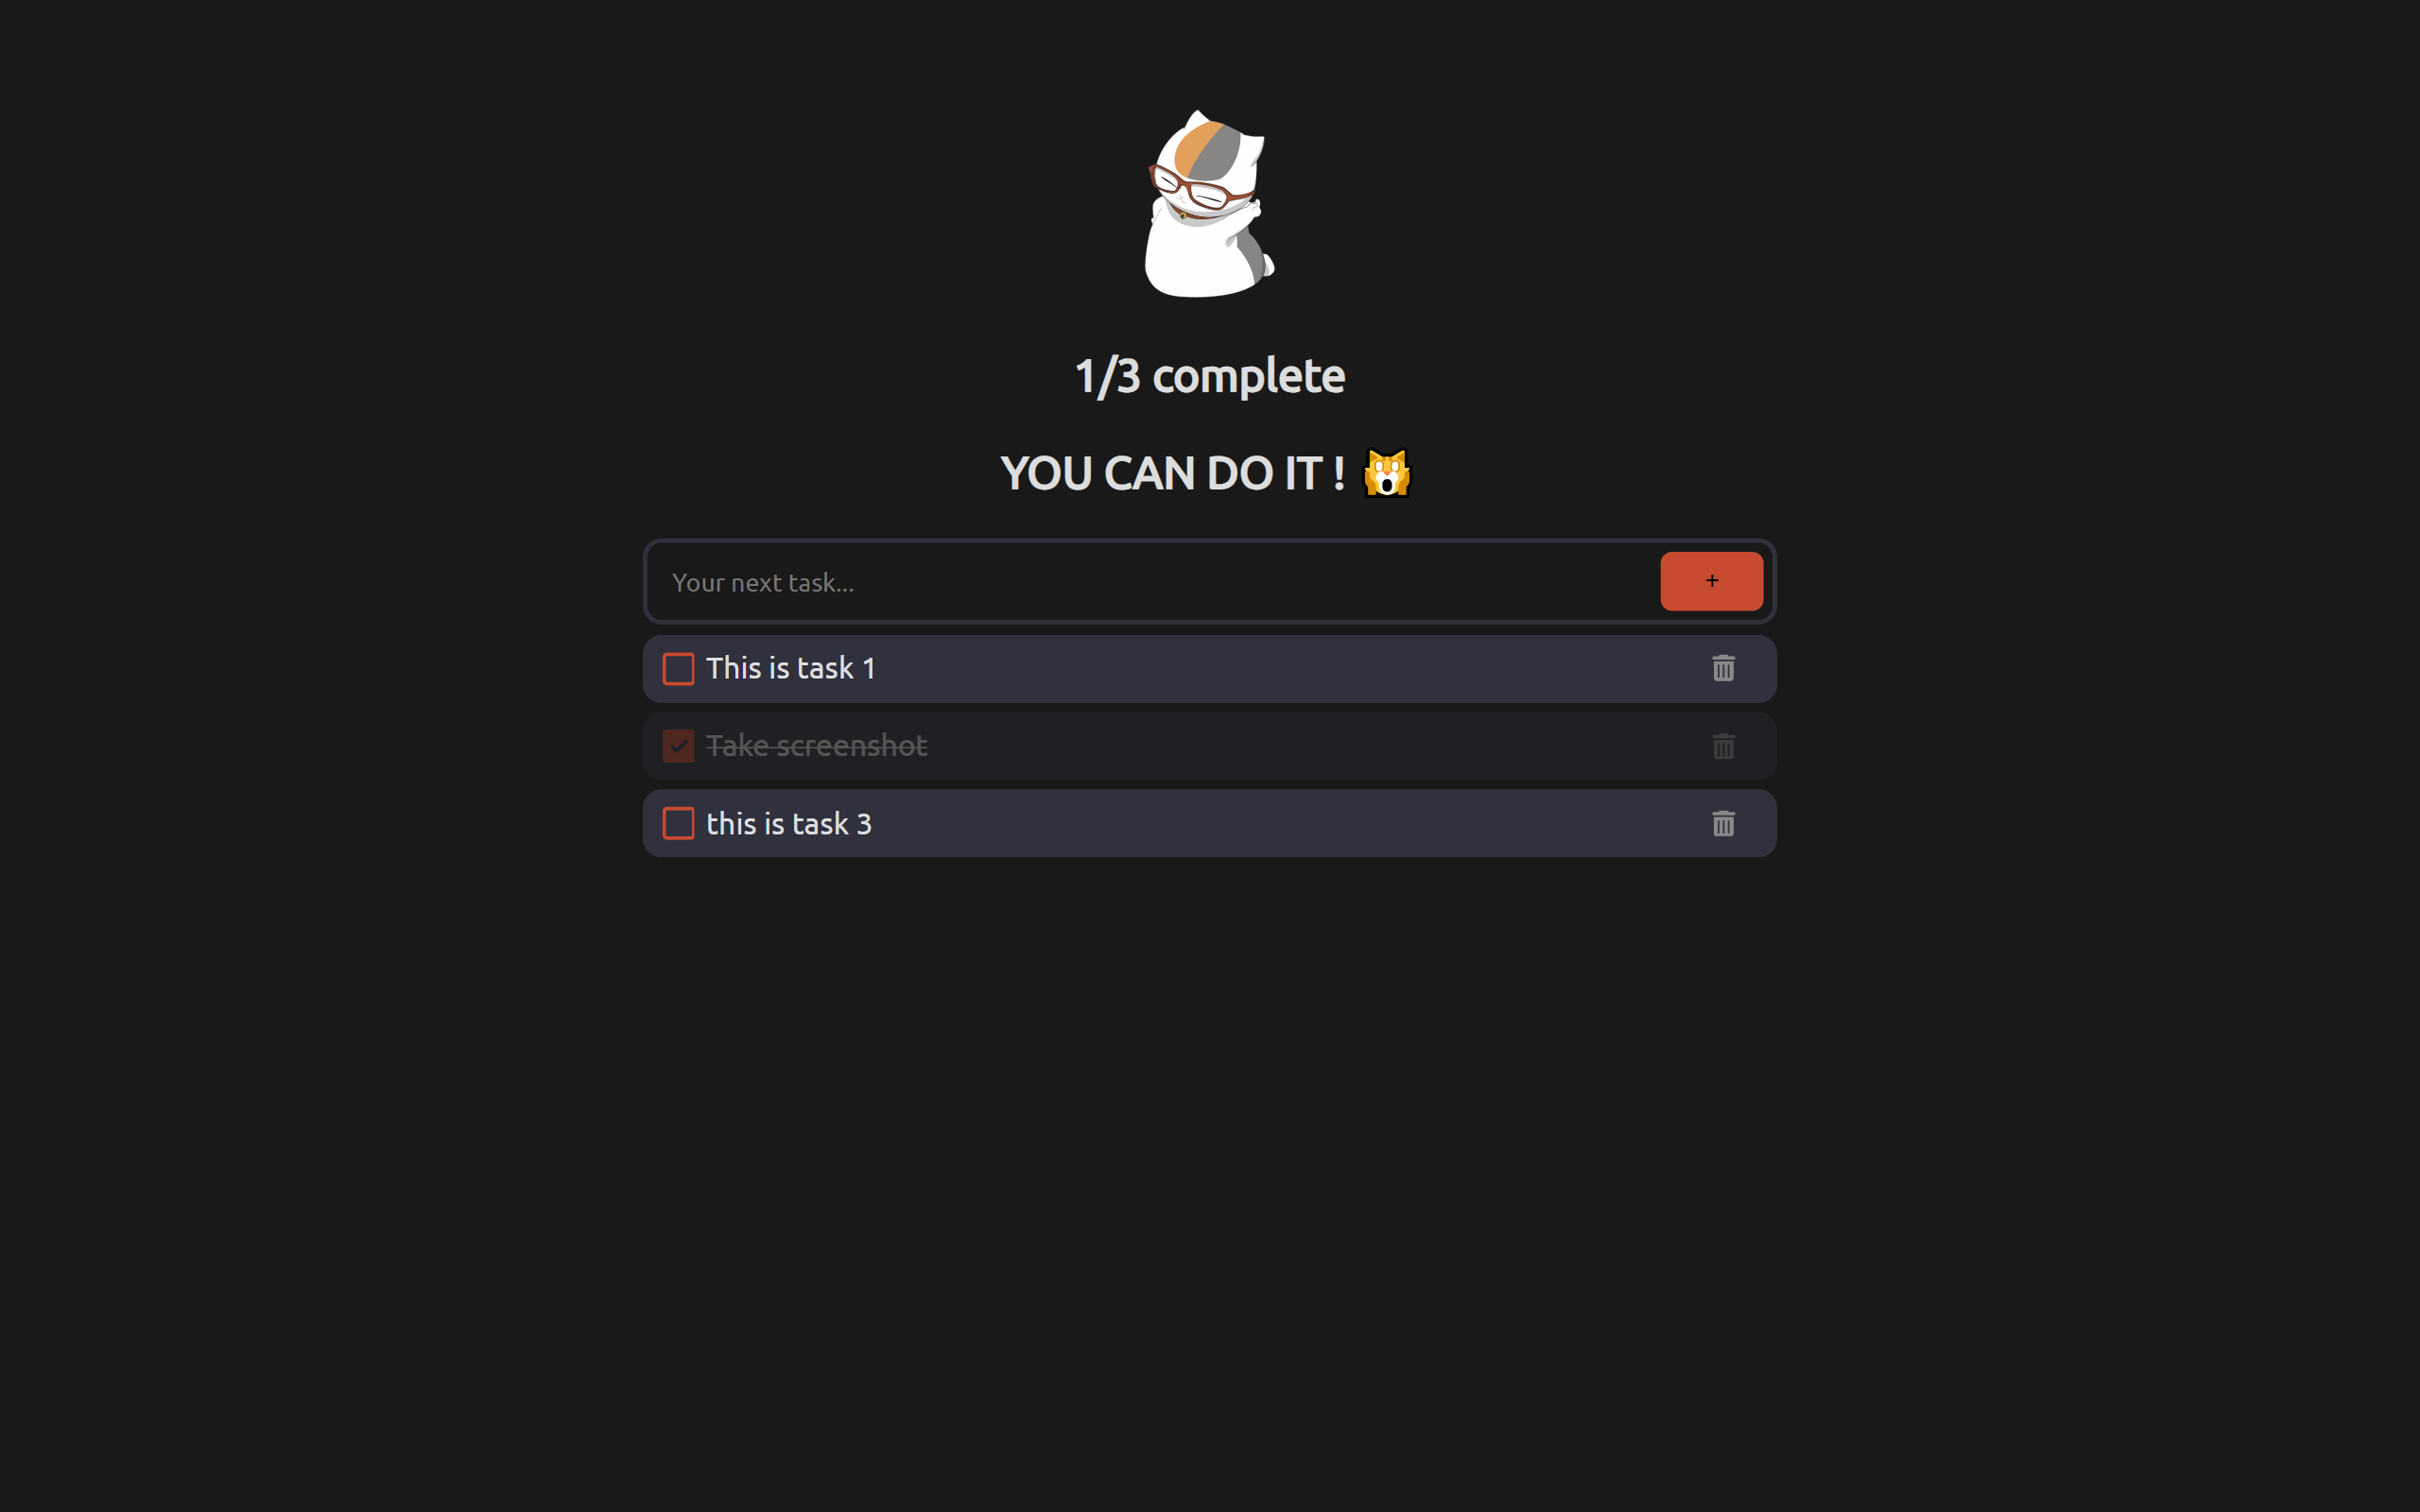 1/3 complete
YOU CAN DO IT ! 🙀
Your next task...
+
This is task 1
Take screenshot
this is task 3